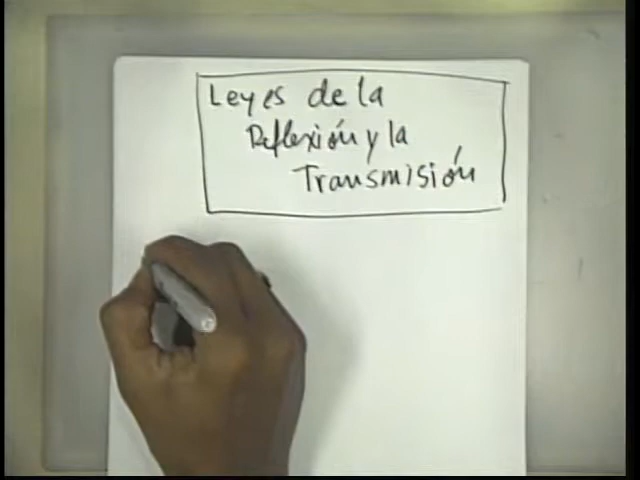 Leyes de la
Reflexión y la
Transmisión